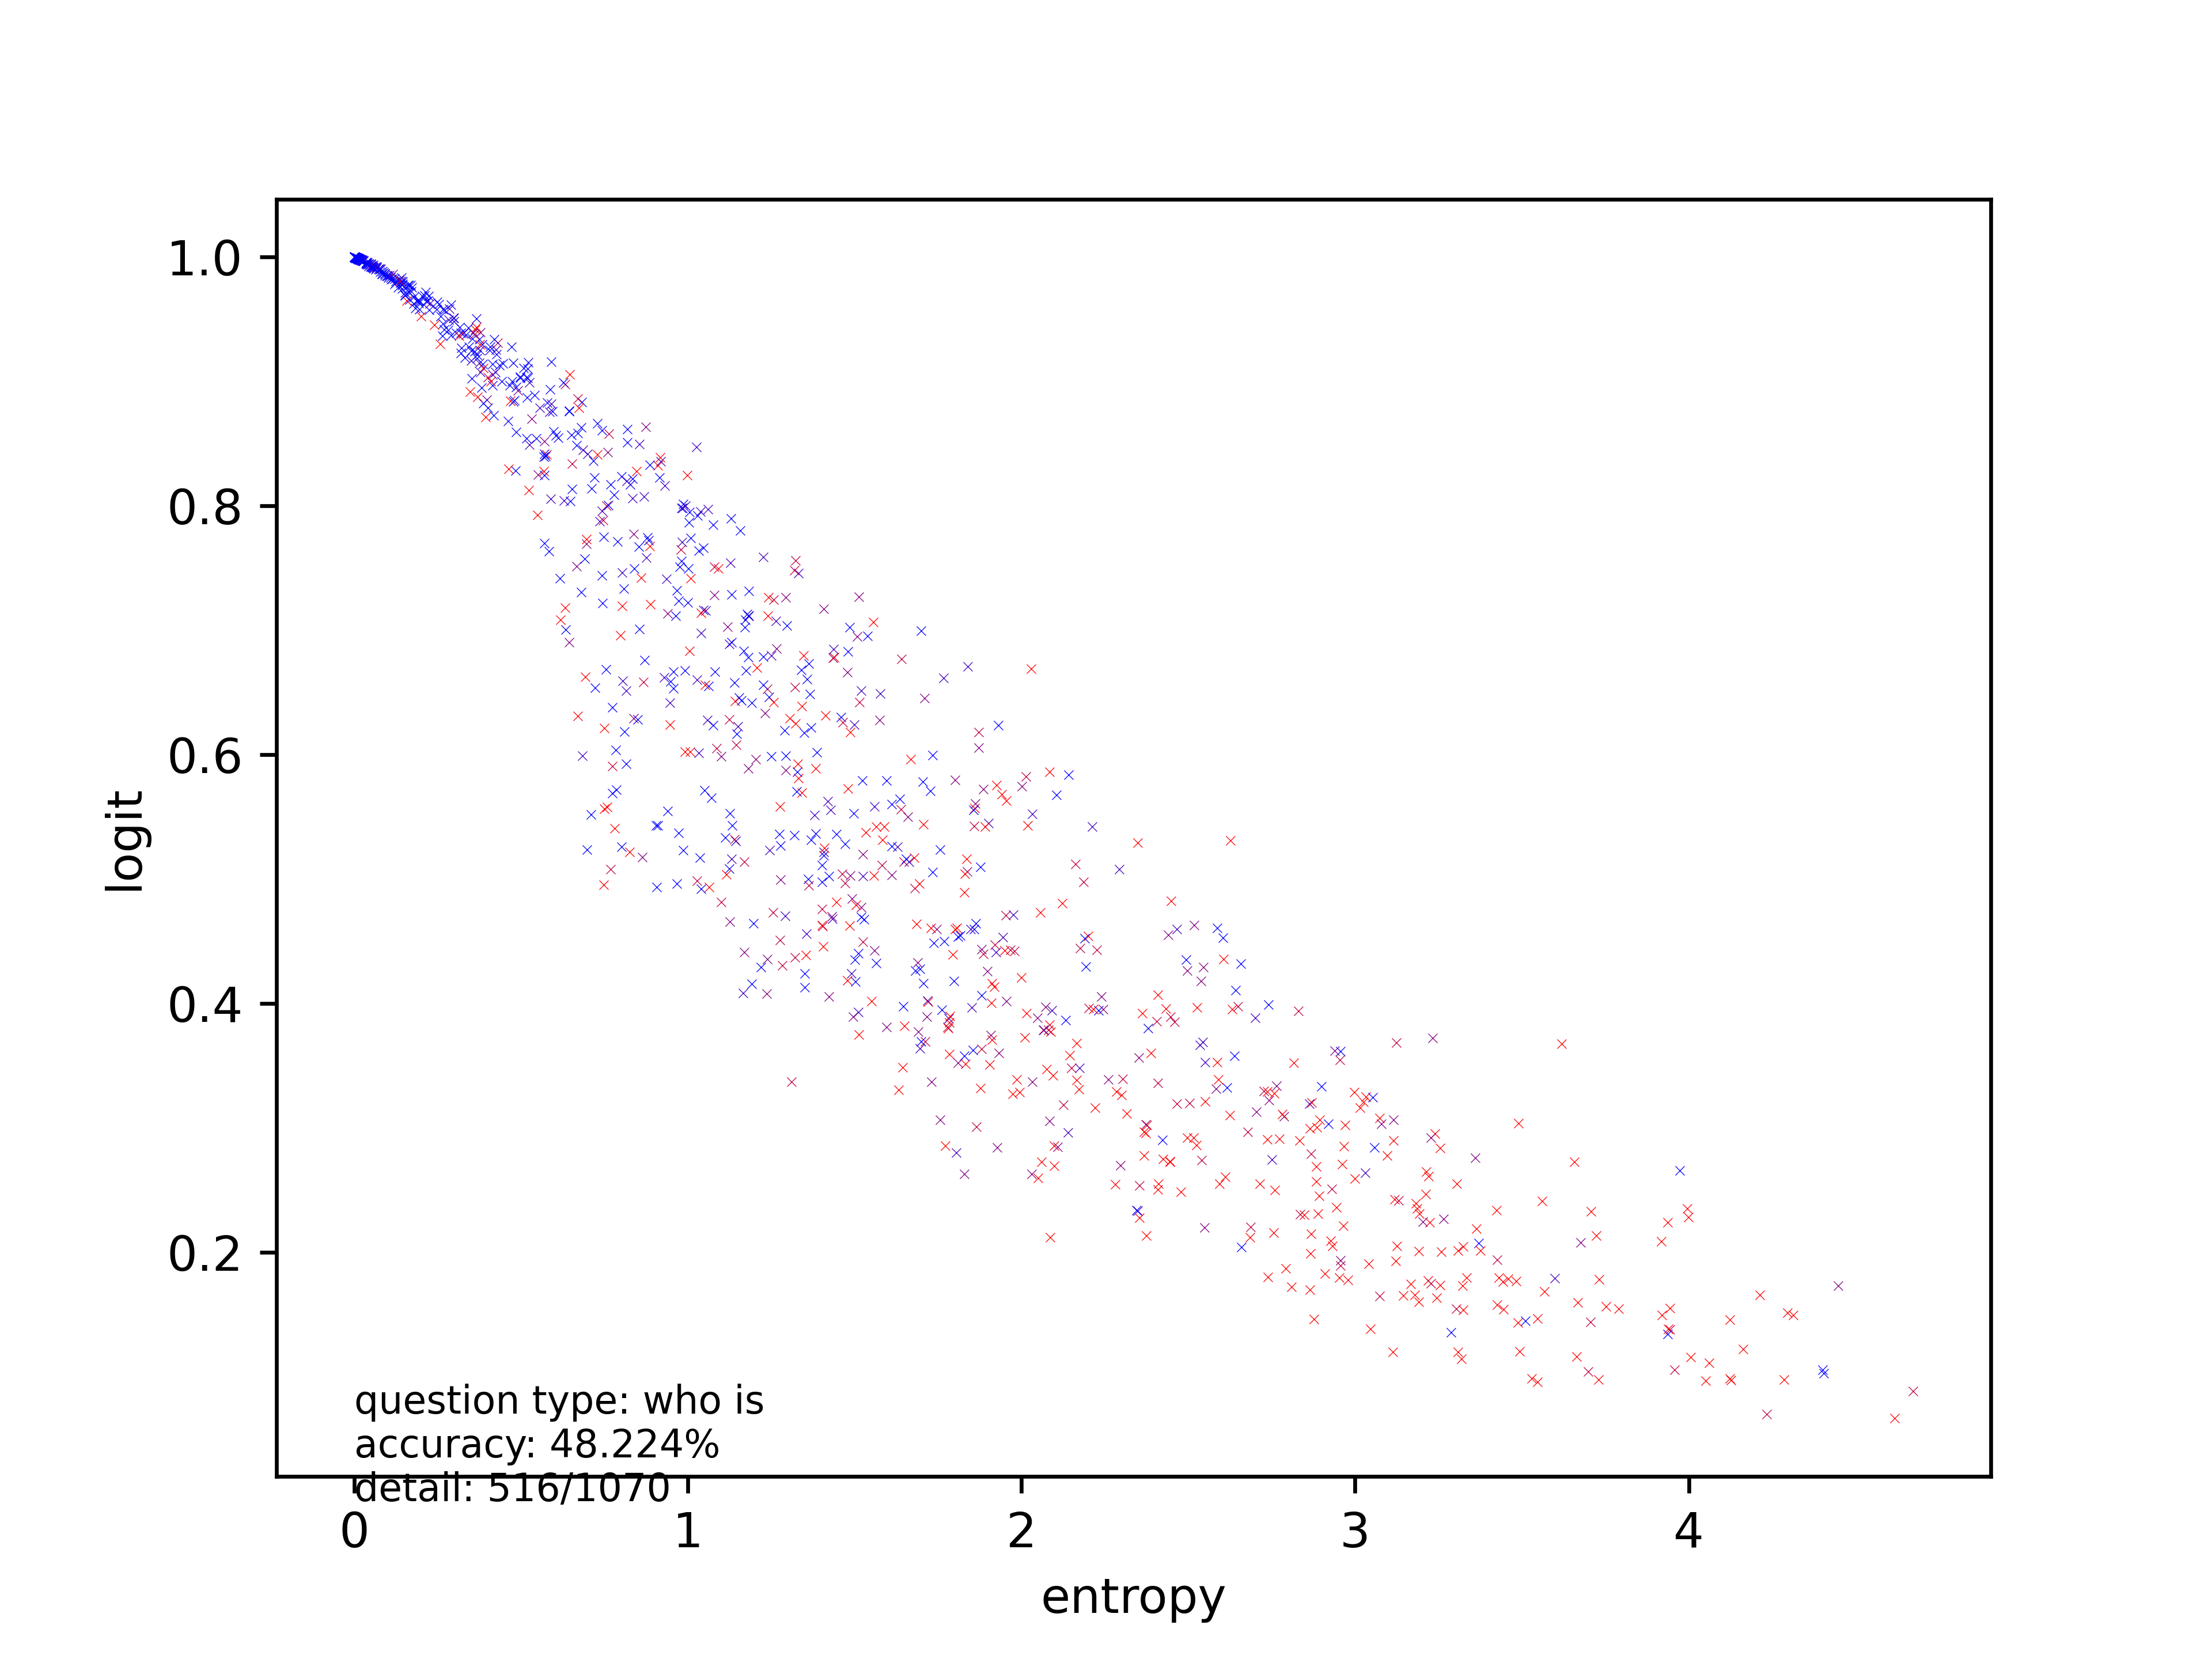 1.0
0.8
0.6
0.4
0.2
logit
question type: who is
accuracy: 48.224%
detail: 516/1070
0 1 2 3 4
entropy